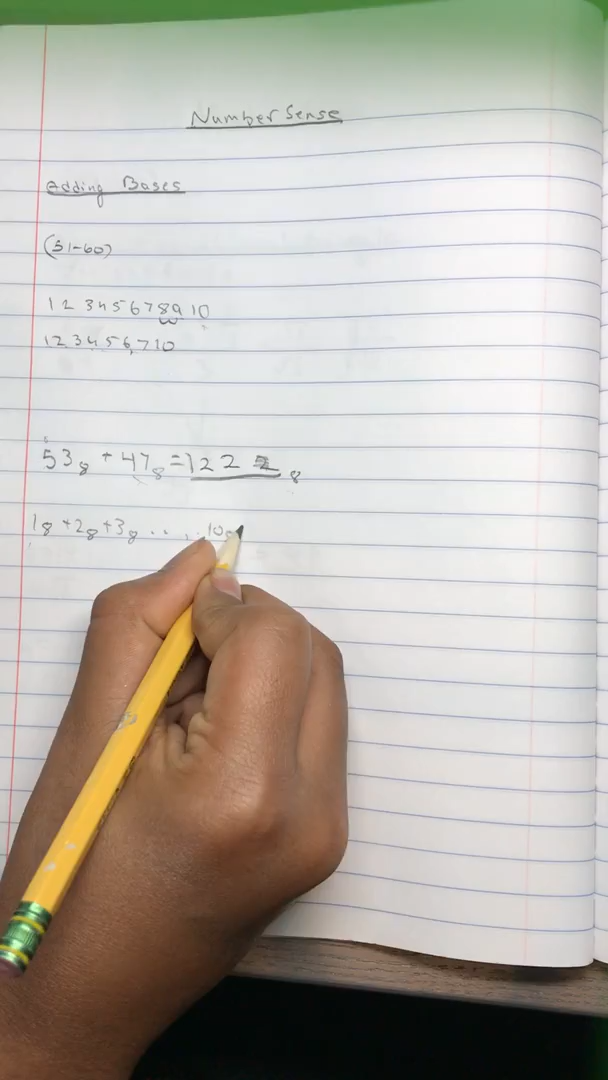 Number Sense
Adding Bases
(51-60)
1 2 3 4 5 6 7 8 9 10
1 2 3 4 5 6 7 10
53₈ + 47₈ = 122₈
1₈ + 2₈ + 3₈ ..... 10₈